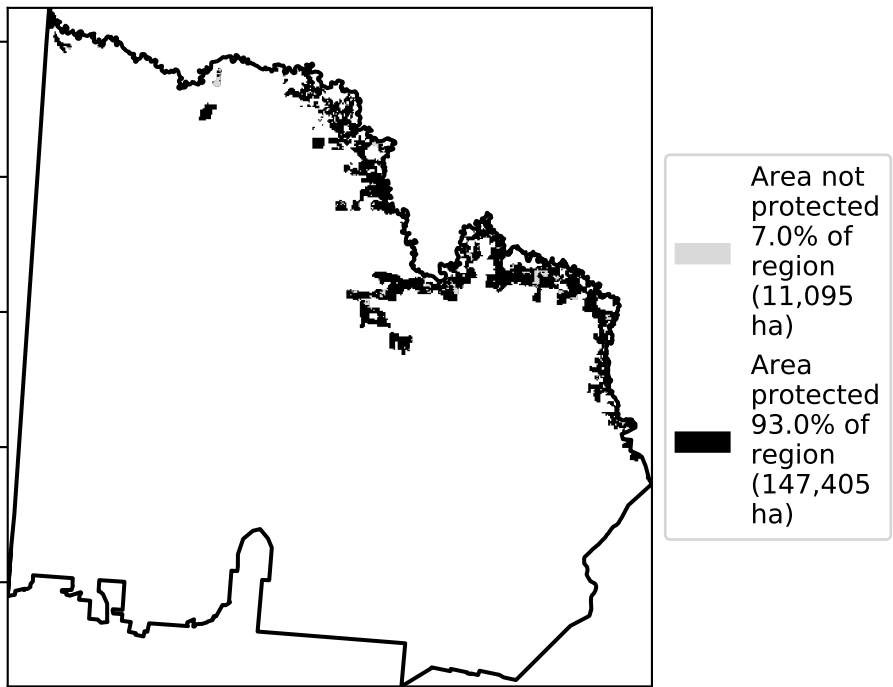 Area not
protected
7.0% of
region
(11,095
ha)
Area
protected
93.0% of
region
(147,405
ha)